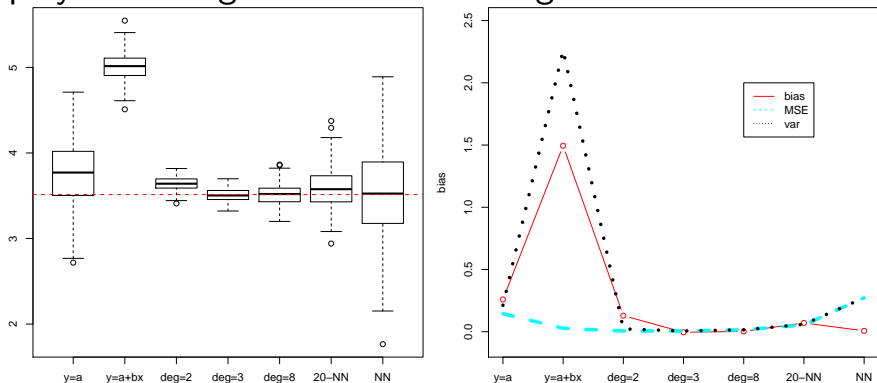 5
4
3
2
y=a y=a+bx deg=2 deg=3 deg=8 20−NN NN
2.5
2.0
1.5
1.0
0.5
0.0
bias
bias
MSE
var
y=a y=a+bx deg=2 deg=3 deg=8 20−NN NN